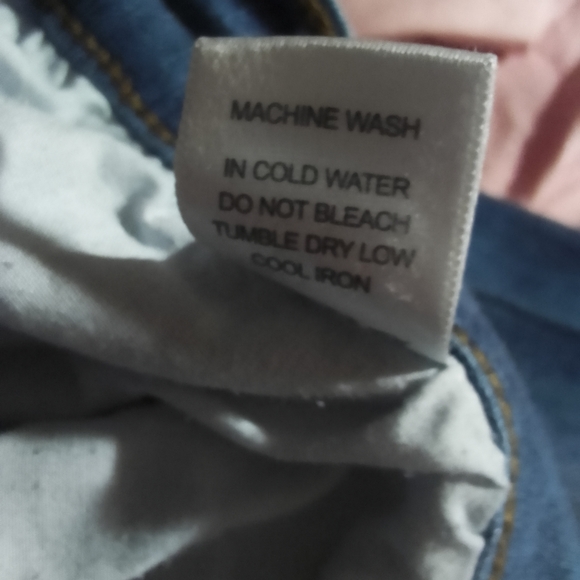 MACHINE WASH
IN COLD WATER
DO NOT BLEACH
TUMBLE DRY LOW
COOL IRON